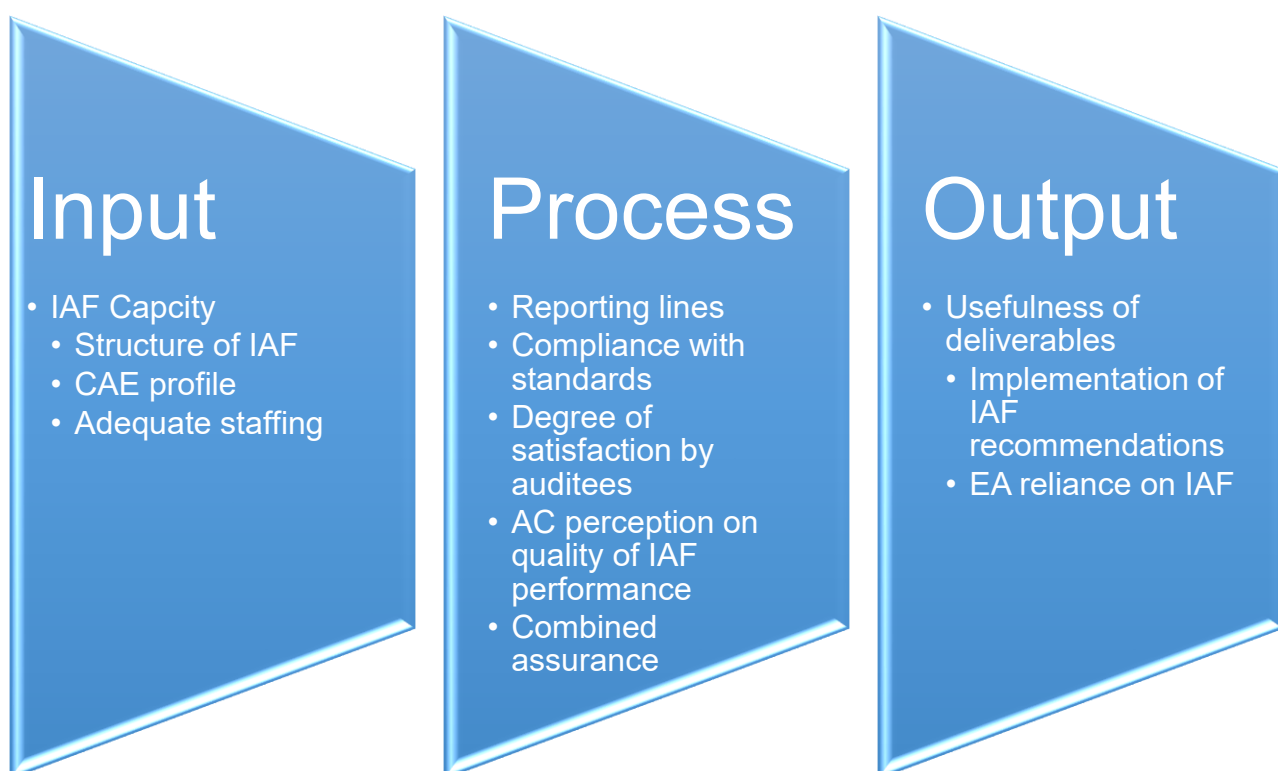 Input
• IAF Capcity
• Structure of IAF
• CAE profile
• Adequate staffing
Process
• Reporting lines
• Compliance with
standards
• Degree of
satisfaction by
auditees
• AC perception on
quality of IAF
performance
• Combined
assurance
Output
• Usefulness of
deliverables
• Implementation of
IAF
recommendations
• EA reliance on IAF